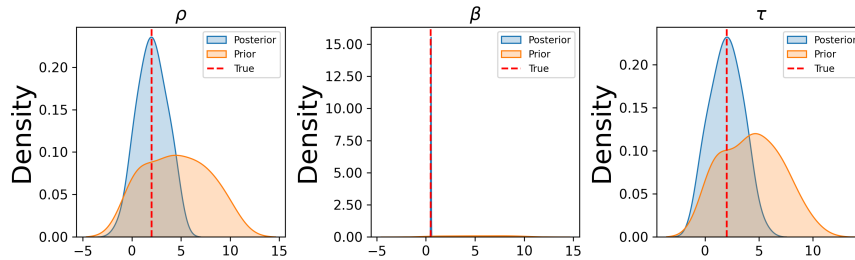 ρ
Density
0.20
0.15
0.10
0.05
0.00
−5 0 5 10 15
Posterior
Prior
True
β
Density
15.00
12.50
10.00
7.50
5.00
2.50
0.00
−5 0 5 10 15
Posterior
Prior
True
τ
Density
0.20
0.15
0.10
0.05
0.00
0 5 10
Posterior
Prior
True